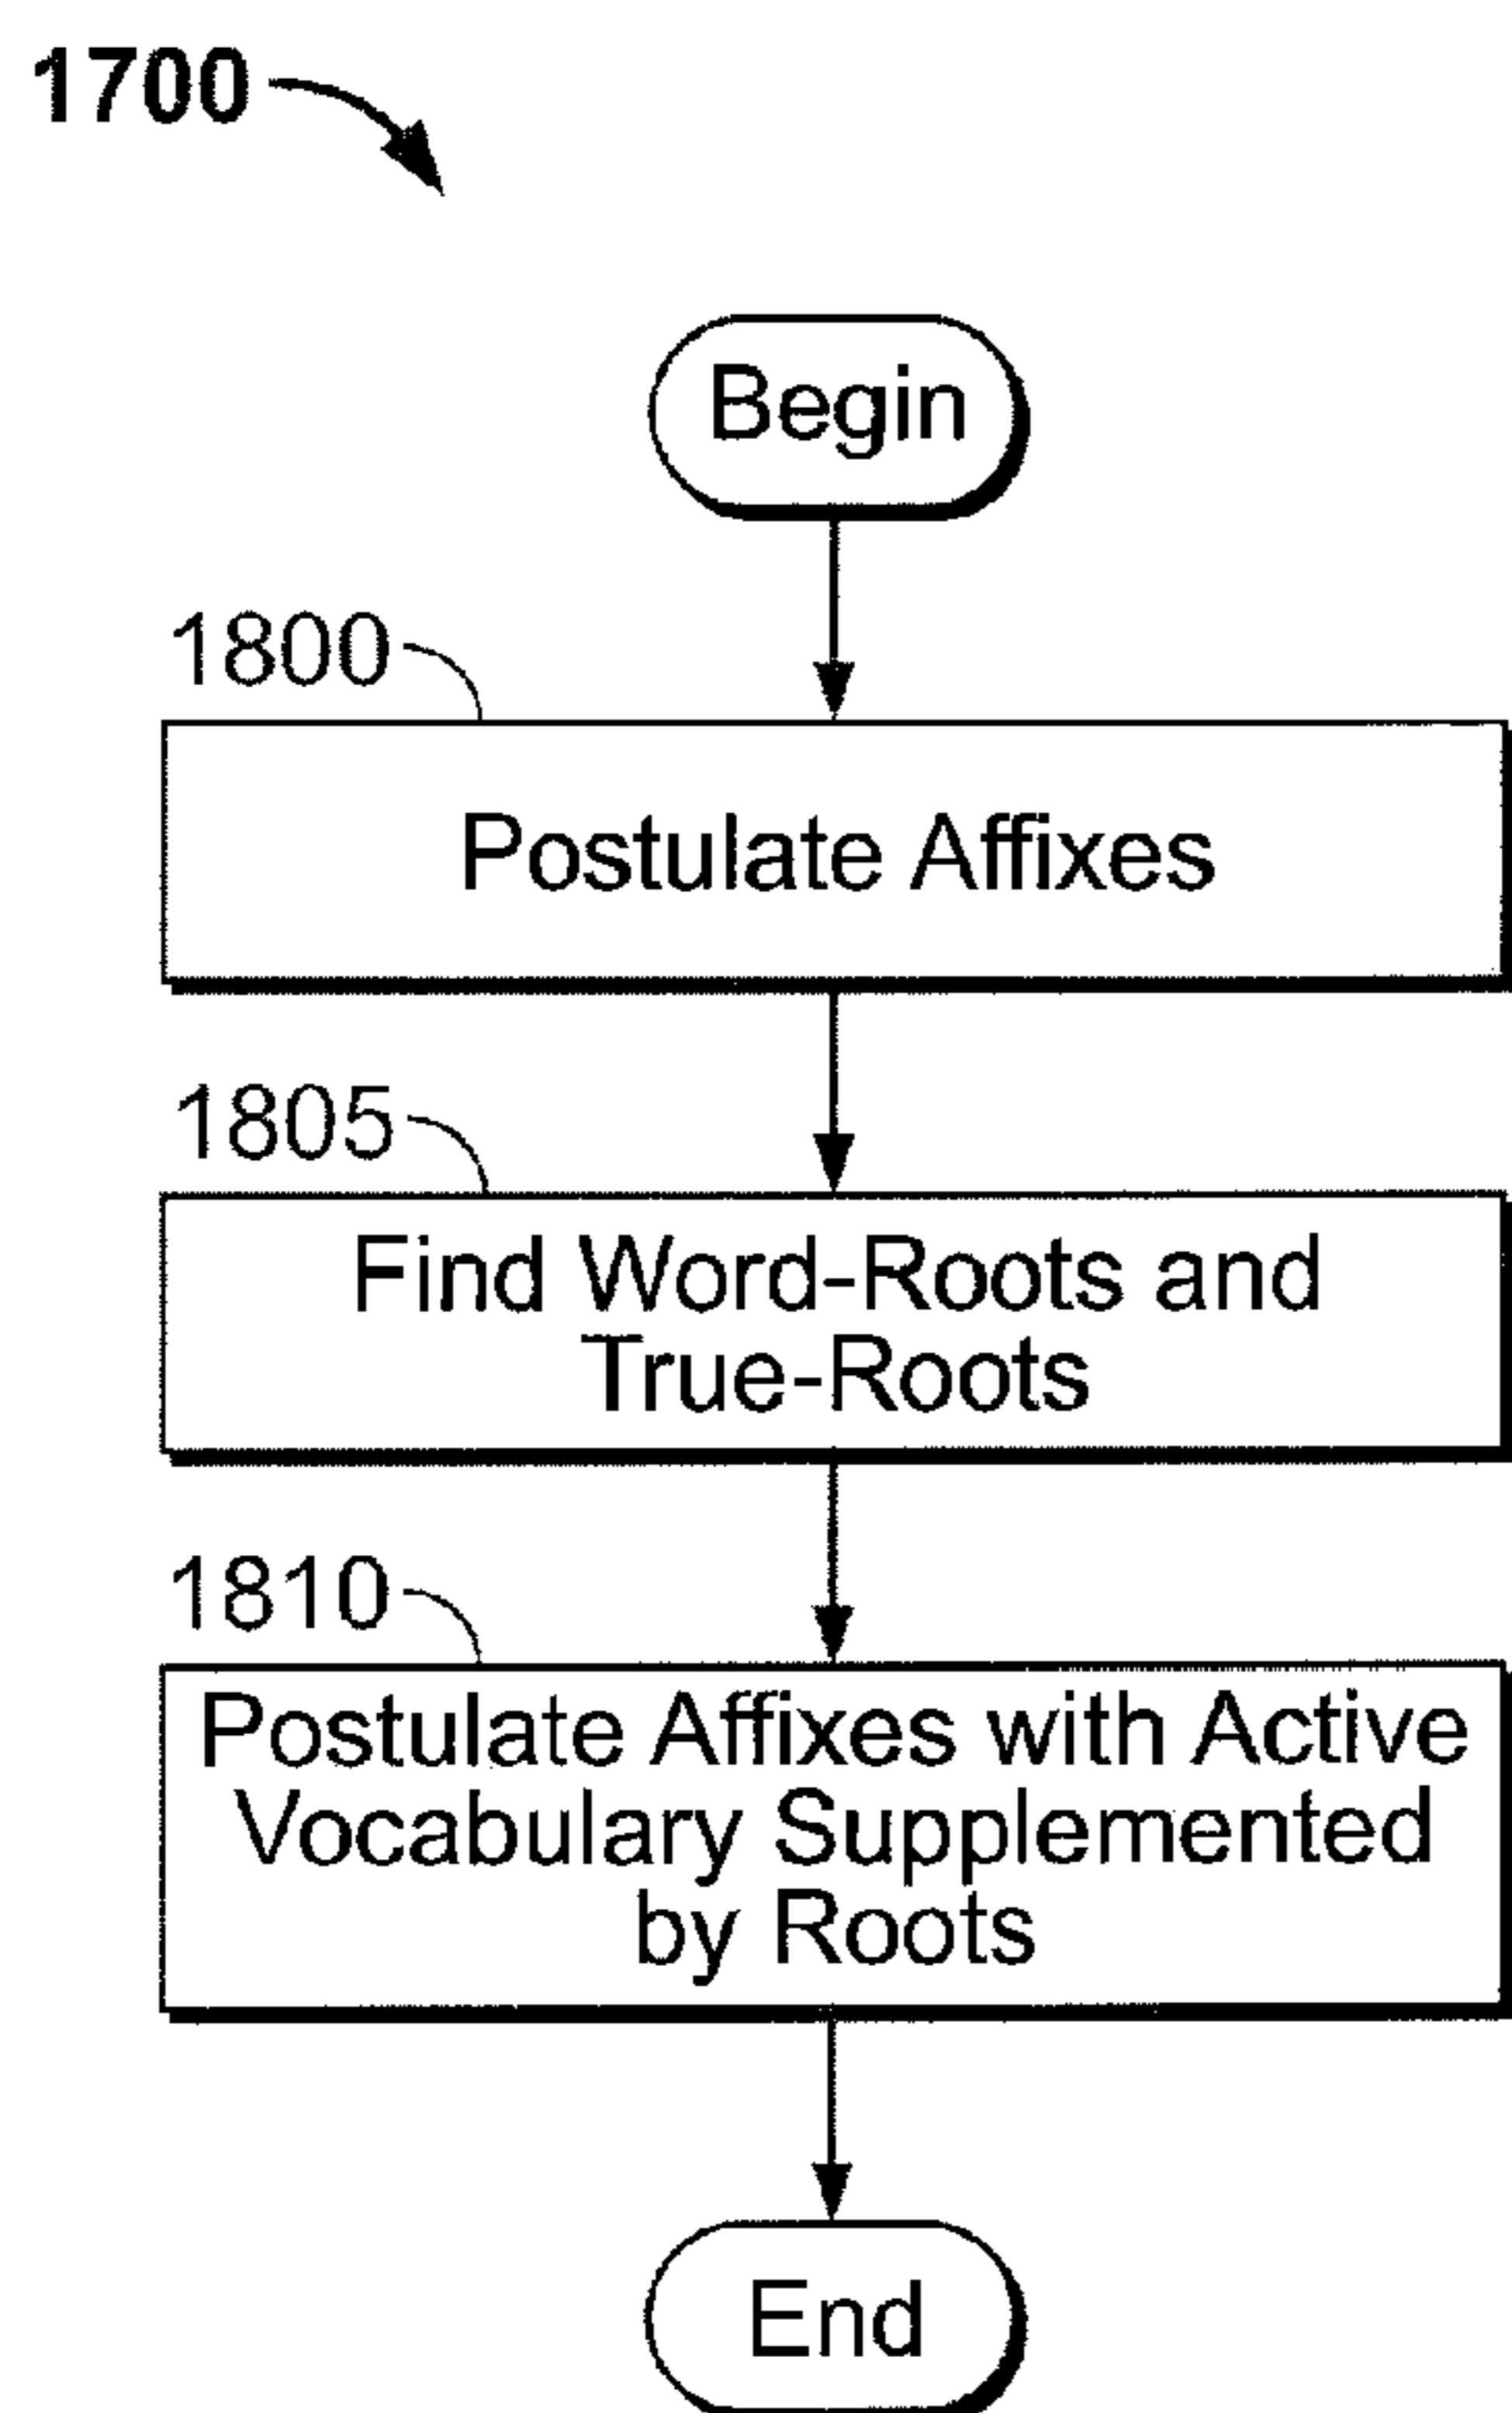 1700
Begin
1800
Postulate Affixes
1805
Find Word-Roots and
True-Roots
1810
Postulate Affixes with Active
Vocabulary Supplemented
by Roots
End